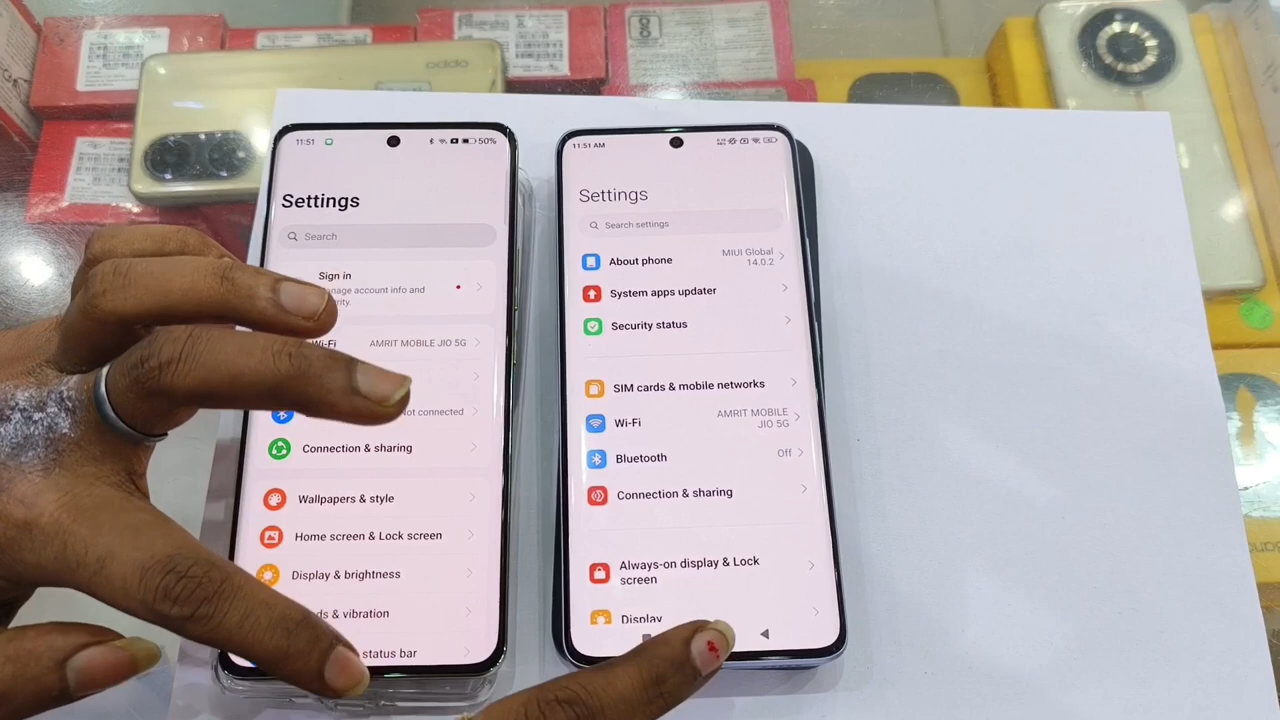 oppo
11:51
50%
Settings
Search
Sign in
anage account info and
rity.
Wi-Fi
AMRIT MOBILE JIO 5G
Not connected
Connection & sharing
Wallpapers & style
Home screen & Lock screen
Display & brightness
ds & vibration
status bar
11:51 AM
Settings
Search settings
About phone
MIUI Global
14.0.2
System apps updater
Security status
SIM cards & mobile networks
Wi-Fi
AMRIT MOBILE
JIO 5G
Bluetooth
Off
Connection & sharing
Always-on display & Lock
screen
Display